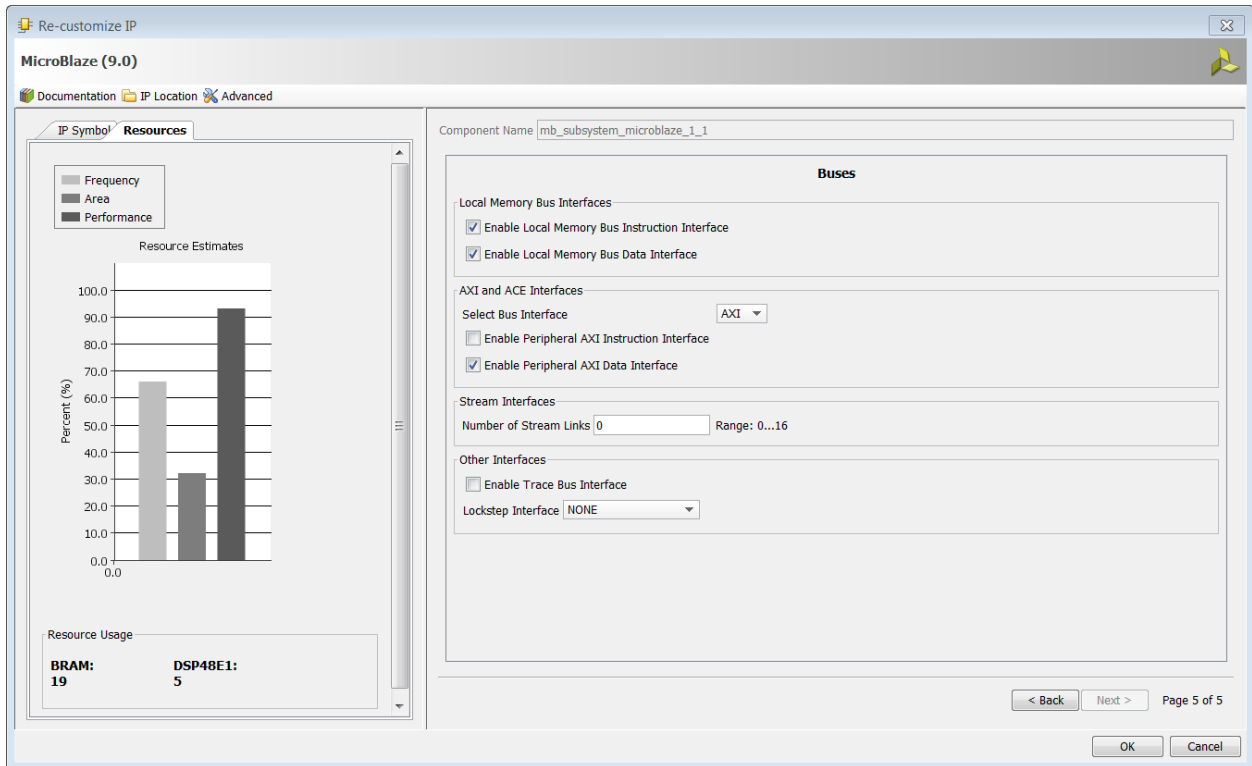 Re-customize IP
MicroBlaze (9.0)
Documentation IP Location Advanced
IP Symbol Resources
Frequency
Area
Performance
Resource Estimates
100.0
90.0
80.0
70.0
60.0
50.0
40.0
30.0
20.0
10.0
0.0
0.0
Percent (%)
Resource Usage
BRAM: DSP48E1:
19 5
Component Name mb_subsystem_microblaze_1_1
Buses
Local Memory Bus Interfaces
Enable Local Memory Bus Instruction Interface
Enable Local Memory Bus Data Interface
AXI and ACE Interfaces
Select Bus Interface AXI
Enable Peripheral AXI Instruction Interface
Enable Peripheral AXI Data Interface
Stream Interfaces
Number of Stream Links 0 Range: 0...16
Other Interfaces
Enable Trace Bus Interface
Lockstep Interface NONE
< Back Next > Page 5 of 5
OK Cancel